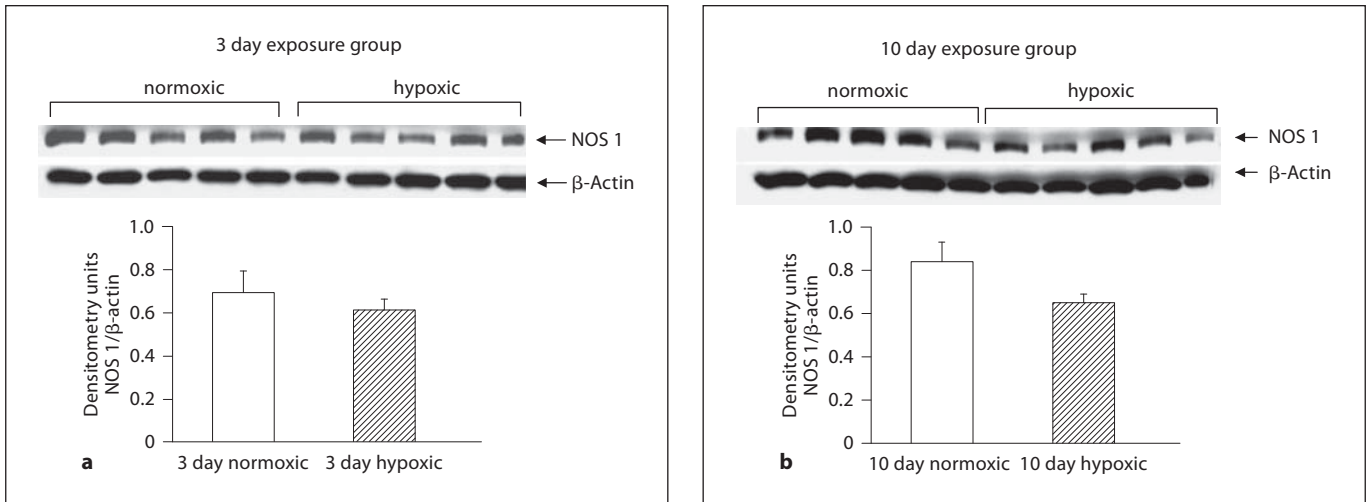 3 day exposure group
normoxic hypoxic
NOS 1
β-Actin
1.0
0.8
0.6
0.4
0.2
0
Densitometry units
NOS 1/β-actin
3 day normoxic 3 day hypoxic
a
10 day exposure group
normoxic hypoxic
NOS 1
β-Actin
1.0
0.8
0.6
0.4
0.2
0
Densitometry units
NOS 1/β-actin
10 day normoxic 10 day hypoxic
b